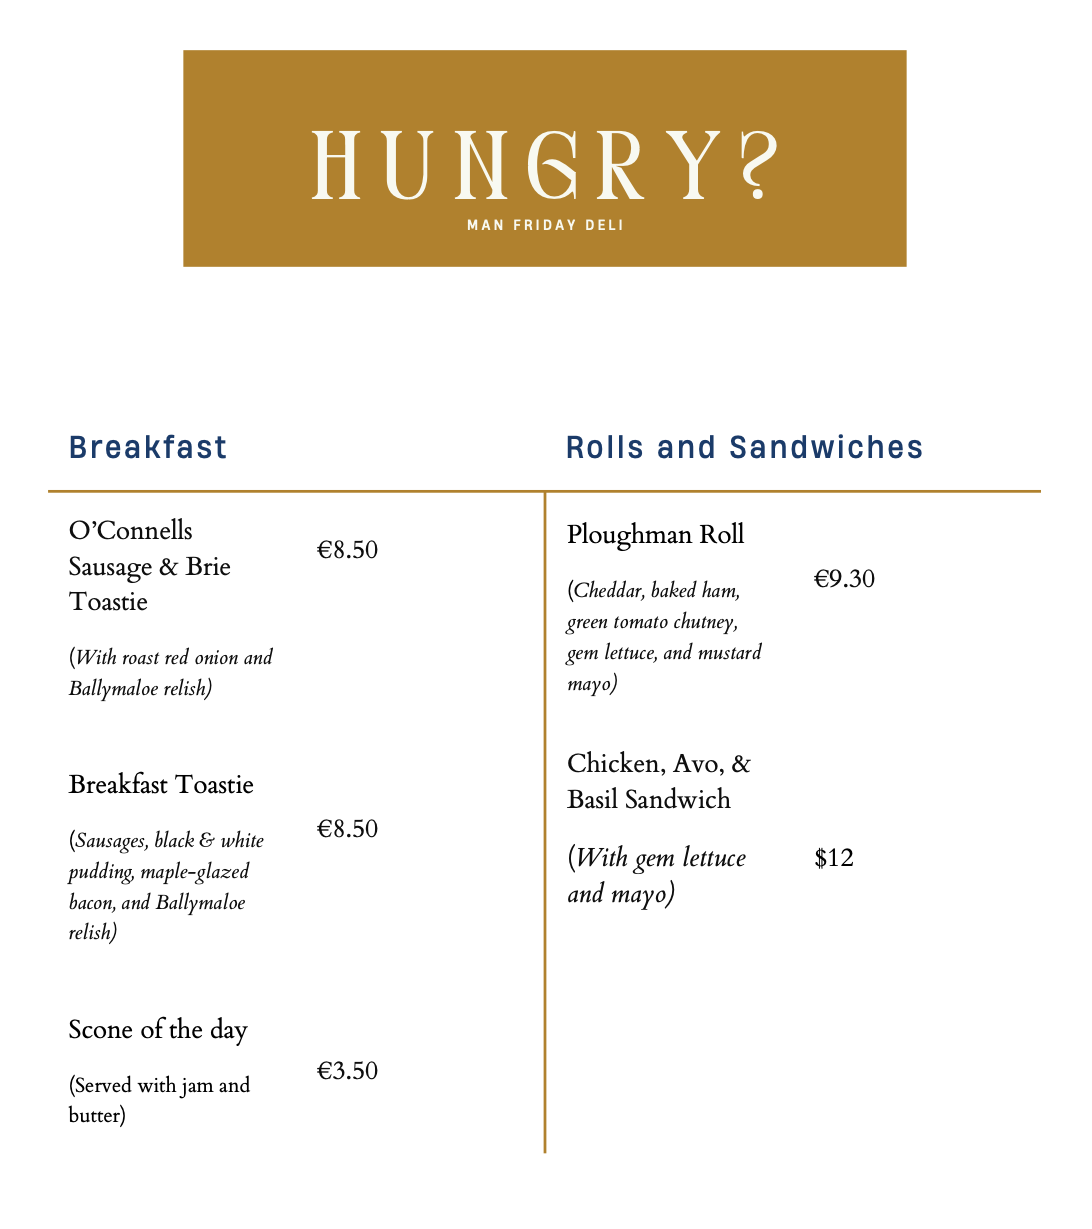 HUNGRY?
MAN FRIDAY DELI
Breakfast
O’Connells
Sausage & Brie
Toastie
€8.50
(With roast red onion and
Ballymaloe relish)
Breakfast Toastie
€8.50
(Sausages, black & white
pudding, maple-glazed
bacon, and Ballymaloe
relish)
Scone of the day
€3.50
(Served with jam and
butter)
Rolls and Sandwiches
Ploughman Roll
€9.30
(Cheddar, baked ham,
green tomato chutney,
gem lettuce, and mustard
mayo)
Chicken, Avo, &
Basil Sandwich
(With gem lettuce
and mayo)
$12